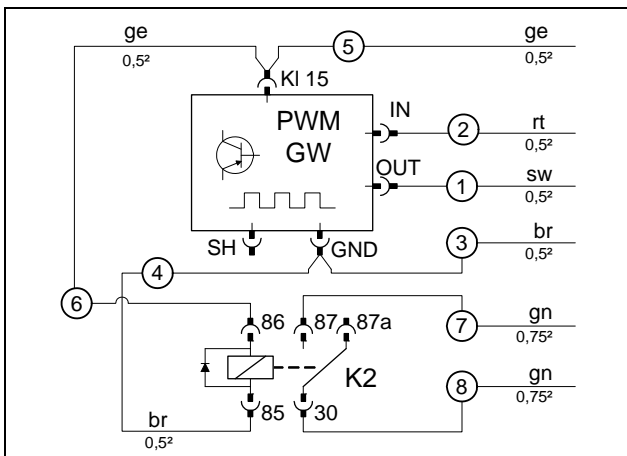 ge
0,5²
5
ge
0,5²
Kl 15
PWM
GW
IN
2
rt
0,5²
OUT
1
sw
0,5²
SH
GND
3
br
0,5²
4
6
86
87
87a
7
gn
0,75²
K2
8
gn
0,75²
85
30
br
0,5²